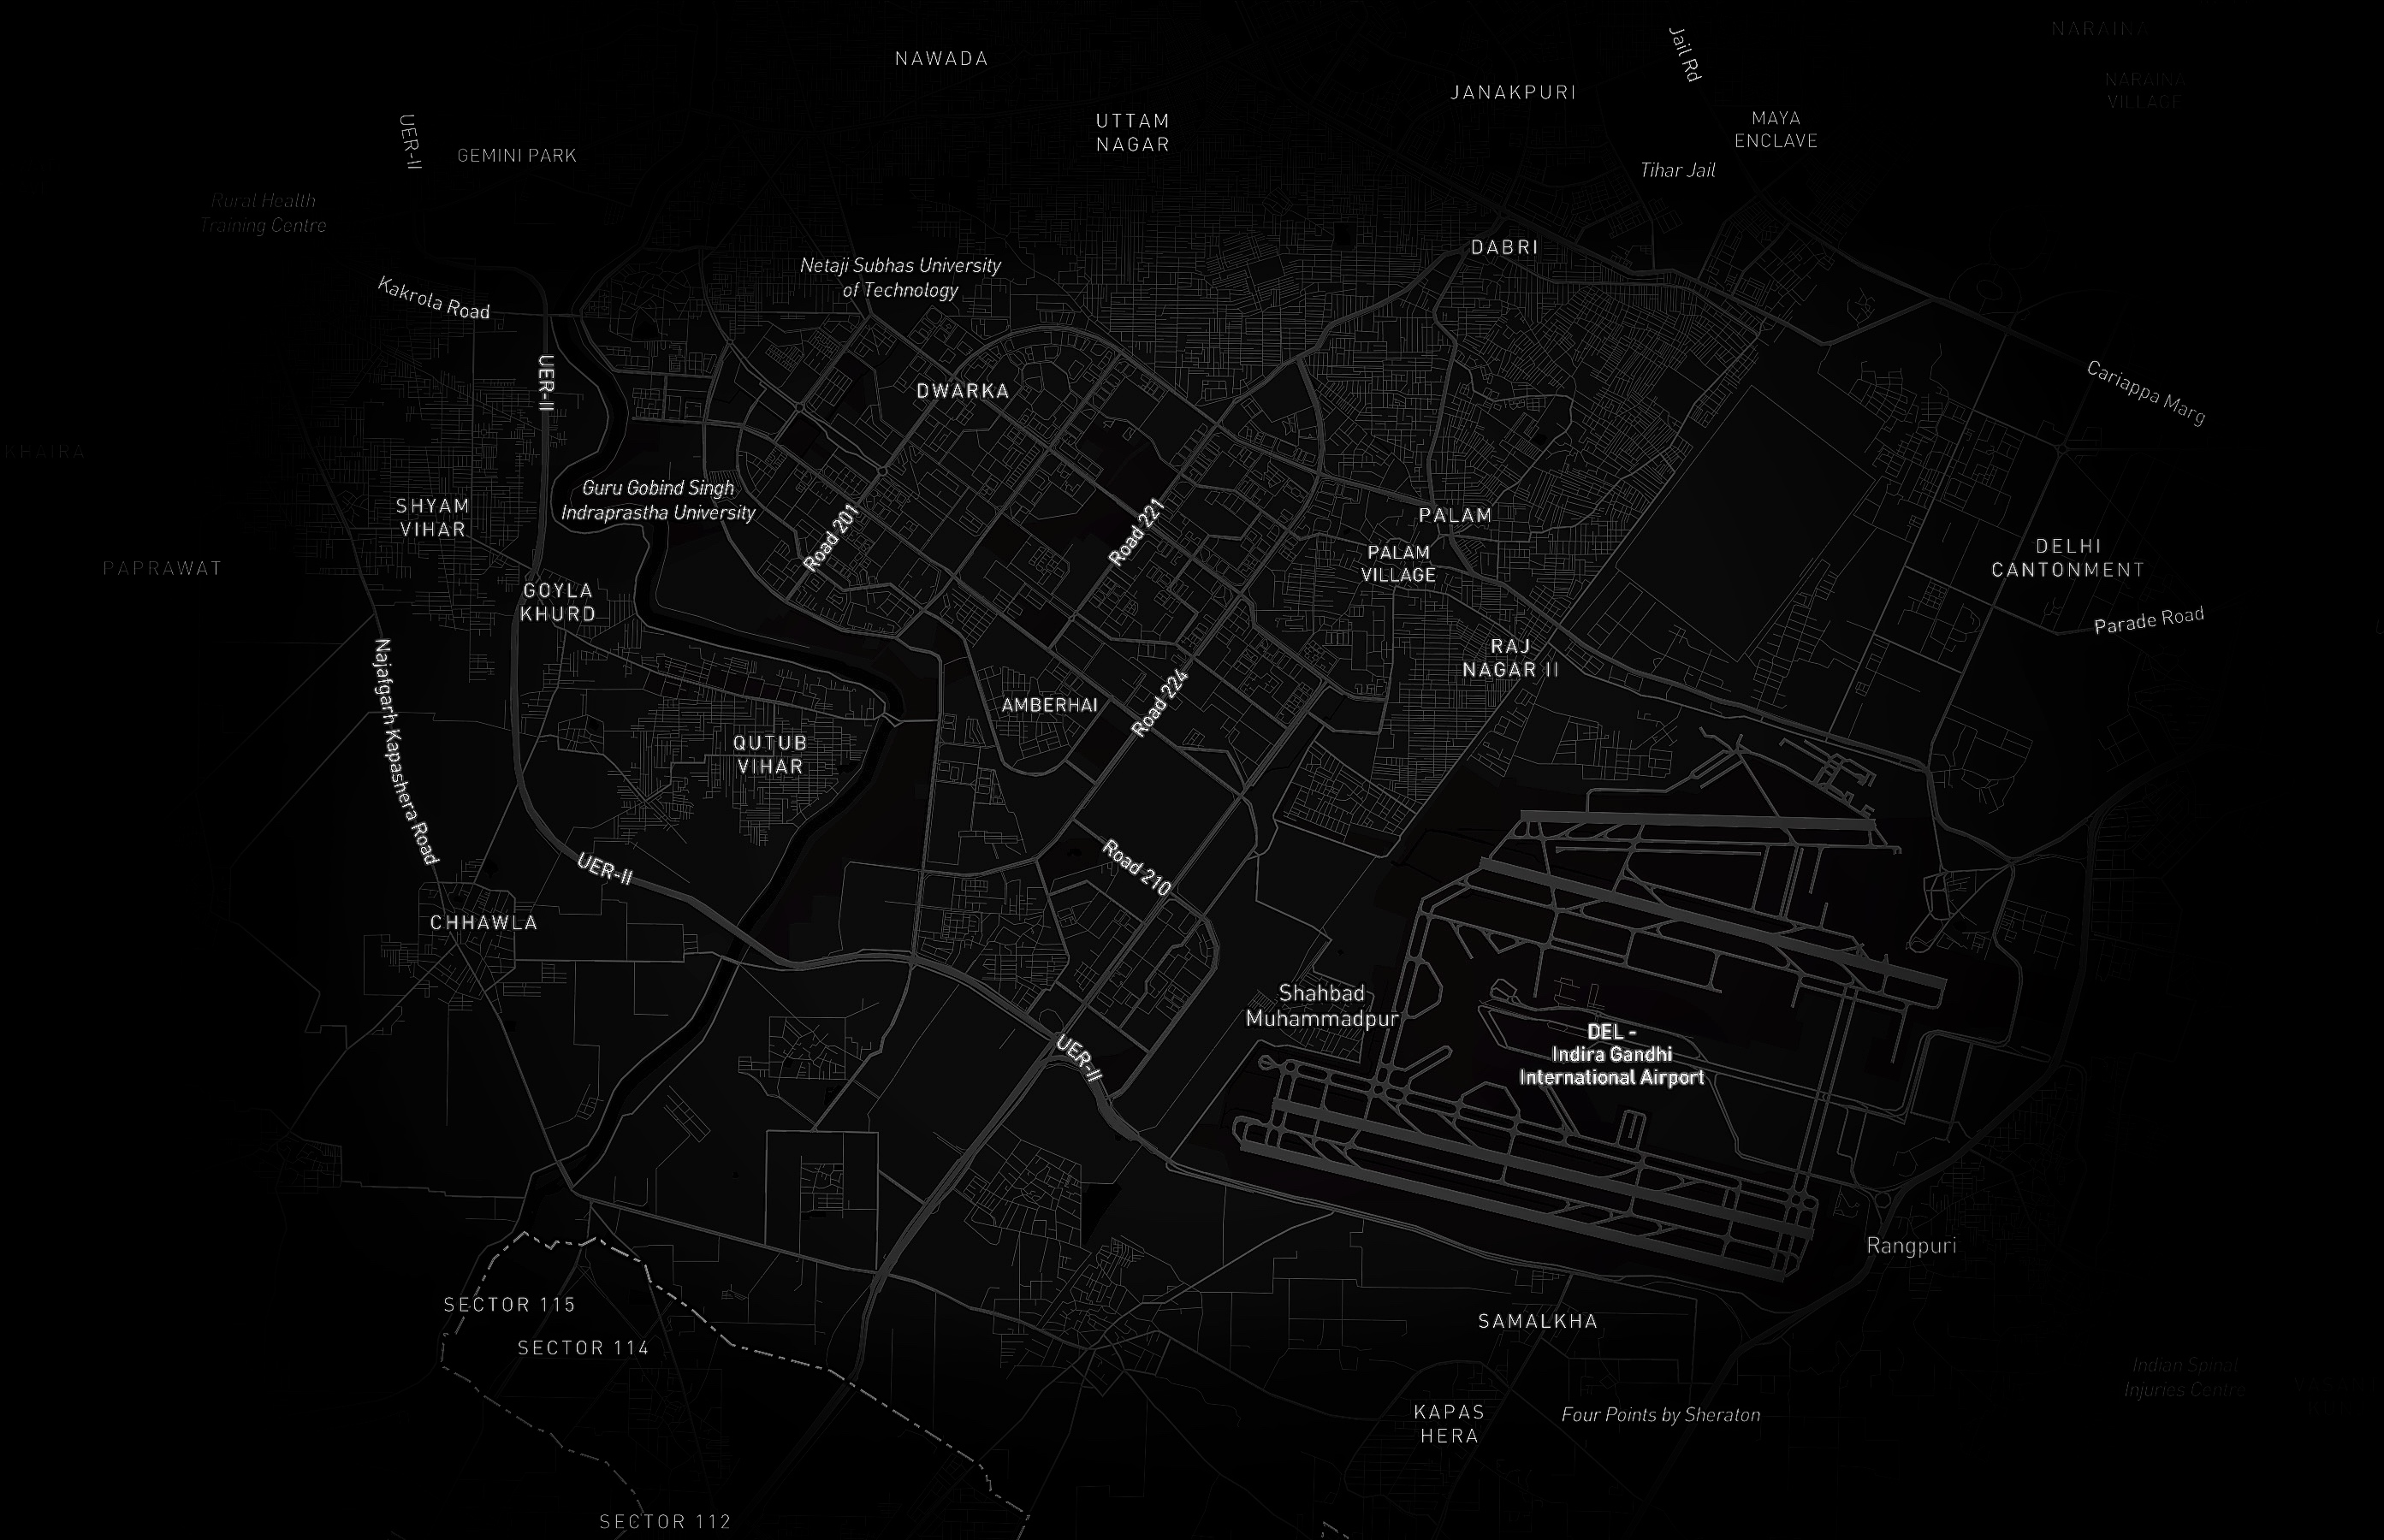 NARAINA
Jail Rd
NAWADA
NARAINA
VILLAGE
JANAKPURI
UTTAM
NAGAR
MAYA
ENCLAVE
UER-II
GEMINI PARK
Tihar Jail
Rural Health
Training Centre
DABRI
Netaji Subhas University
of Technology
Kakrola Road
UER-II
DWARKA
Cariappa Marg
KHAIRA
Guru Gobind Singh
Indraprastha University
SHYAM
VIHAR
Road 201
Road 221
PALAM
PALAM
VILLAGE
DELHI
CANTONMENT
PAPRAWAT
GOYLA
KHURD
Parade Road
RAJ
NAGAR II
Najafgarh Kapashera Road
AMBERHAI
Road 224
QUTUB
VIHAR
UER-II
Road 210
CHHAWLA
Shahbad
Muhammadpur
DEL -
Indira Gandhi
International Airport
UER-II
Rangpuri
SECTOR 115
SAMALKHA
SECTOR 114
Indian Spinal
Injuries Centre
KAPAS
HERA
Four Points by Sheraton
SECTOR 112